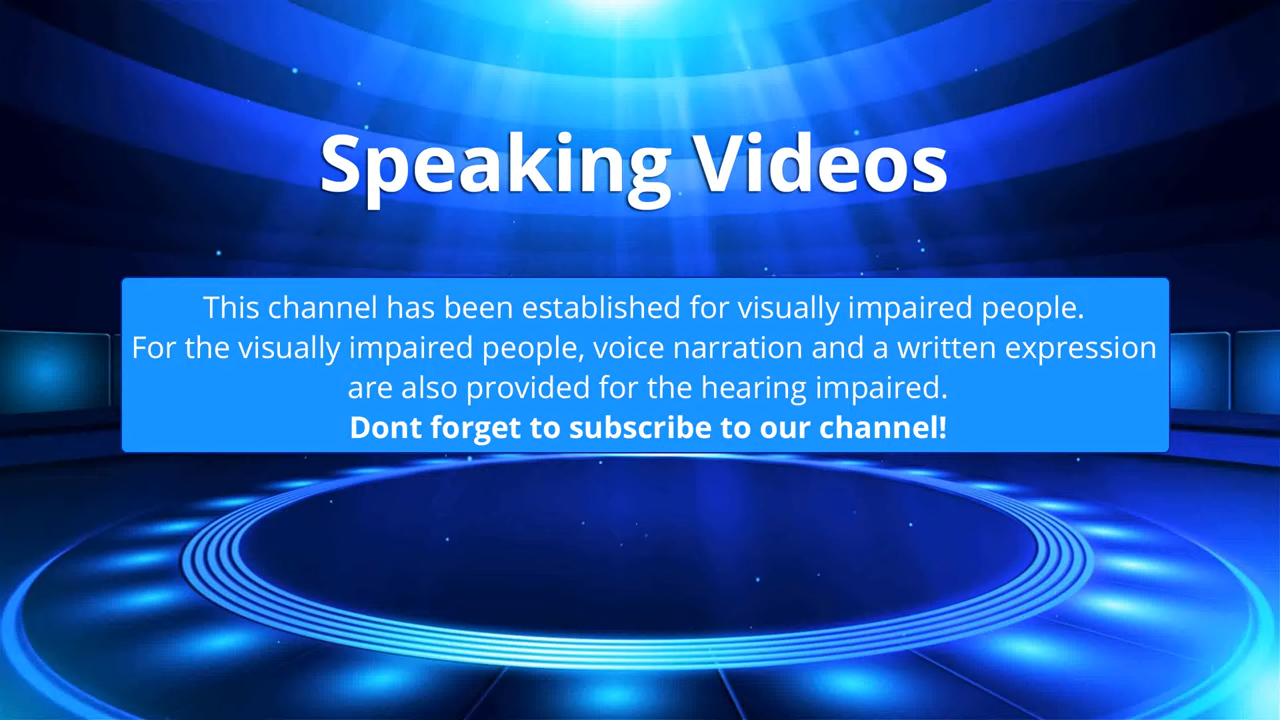 Speaking Videos
This channel has been established for visually impaired people.
For the visually impaired people, voice narration and a written expression
are also provided for the hearing impaired.
Dont forget to subscribe to our channel!